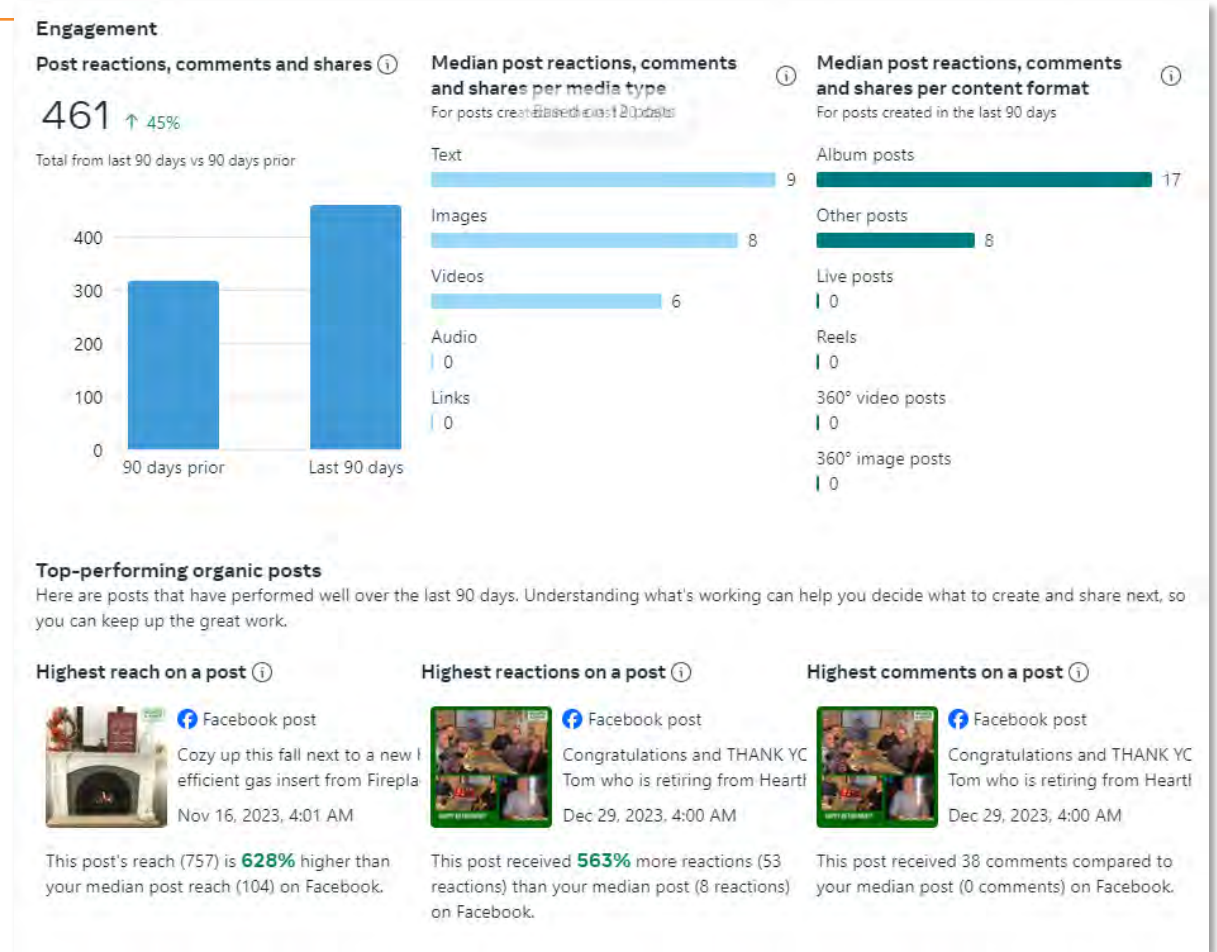 Engagement
Post reactions, comments and shares
461 ↑ 45%
Total from last 90 days vs 90 days prior
400
300
200
100
0
90 days prior
Last 90 days
Median post reactions, comments
and shares per media type
For posts
Text
9
Images
8
Videos
6
Audio
0
Links
0
Median post reactions, comments
and shares per content format
For posts created in the last 90 days
Album posts
17
Other posts
8
Live posts
0
Reels
0
360° video posts
0
360° image posts
0
Top-performing organic posts
Here are posts that have performed well over the last 90 days. Understanding what's working can help you decide what to create and share next, so
you can keep up the great work.
Highest reach on a post
Facebook post
Cozy up this fall next to a new
efficient gas insert from Firepla
Nov 16, 2023, 4:01 AM
This post's reach (757) is 628% higher than
your median post reach (104) on Facebook.
Highest reactions on a post
Facebook post
Congratulations and THANK YO
Tom who is retiring from Hearth
Dec 29, 2023, 4:00 AM
This post received 563% more reactions (53
reactions) than your median post (8 reactions)
on Facebook.
Highest comments on a post
Facebook post
Congratulations and THANK YO
Tom who is retiring from Hearth
Dec 29, 2023, 4:00 AM
This post received 38 comments compared to
your median post (0 comments) on Facebook.